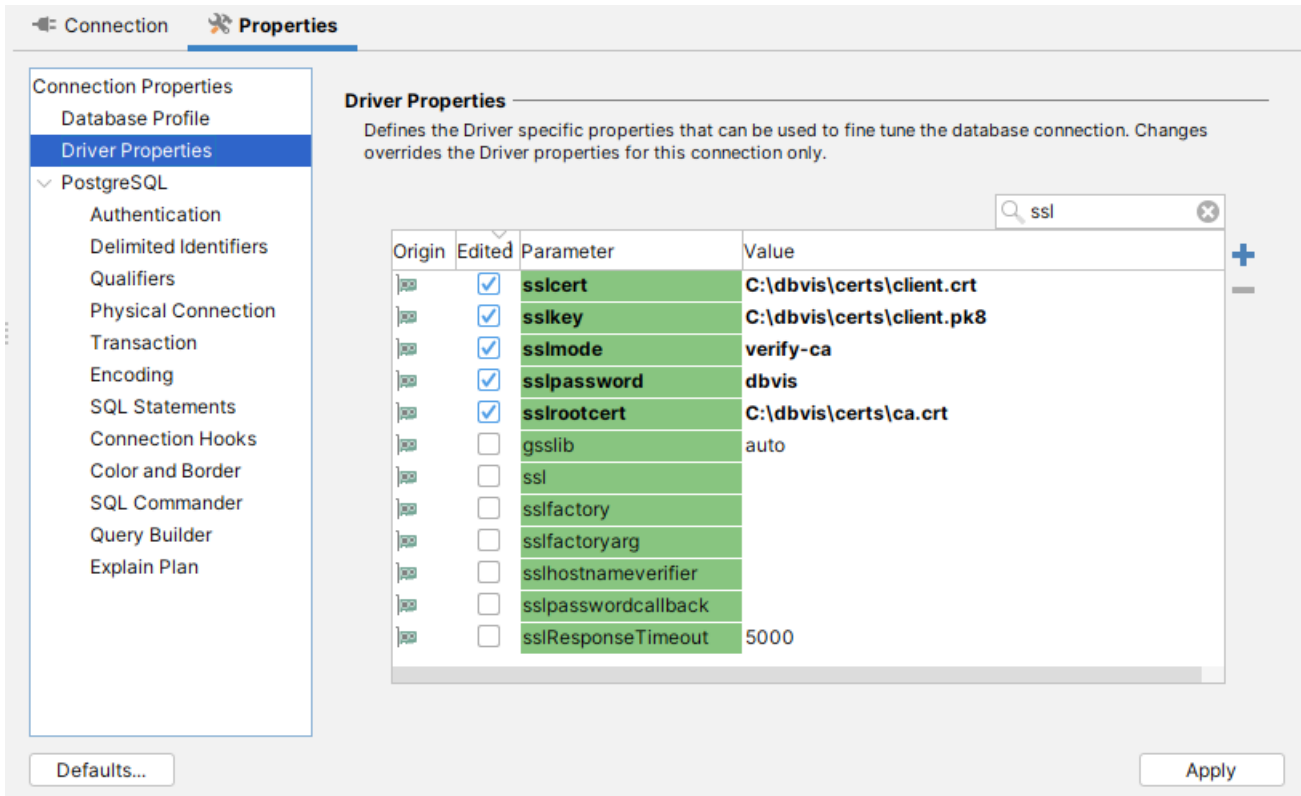 Connection Properties
Connection Properties
Database Profile
Driver Properties
PostgreSQL
Authentication
Delimited Identifiers
Qualifiers
Physical Connection
Transaction
Encoding
SQL Statements
Connection Hooks
Color and Border
SQL Commander
Query Builder
Explain Plan
Driver Properties
Defines the Driver specific properties that can be used to fine tune the database connection. Changes
overrides the Driver properties for this connection only.
ssl
Origin Edited Parameter Value
sslcert C:\dbvis\certs\client.crt
sslkey C:\dbvis\certs\client.pk8
sslmode verify-ca
sslpassword dbvis
sslrootcert C:\dbvis\certs\ca.crt
gsslib auto
ssl
sslfactory
sslfactoryarg
sslhostnameverifier
sslpasswordcallback
sslResponseTimeout 5000
Defaults... Apply